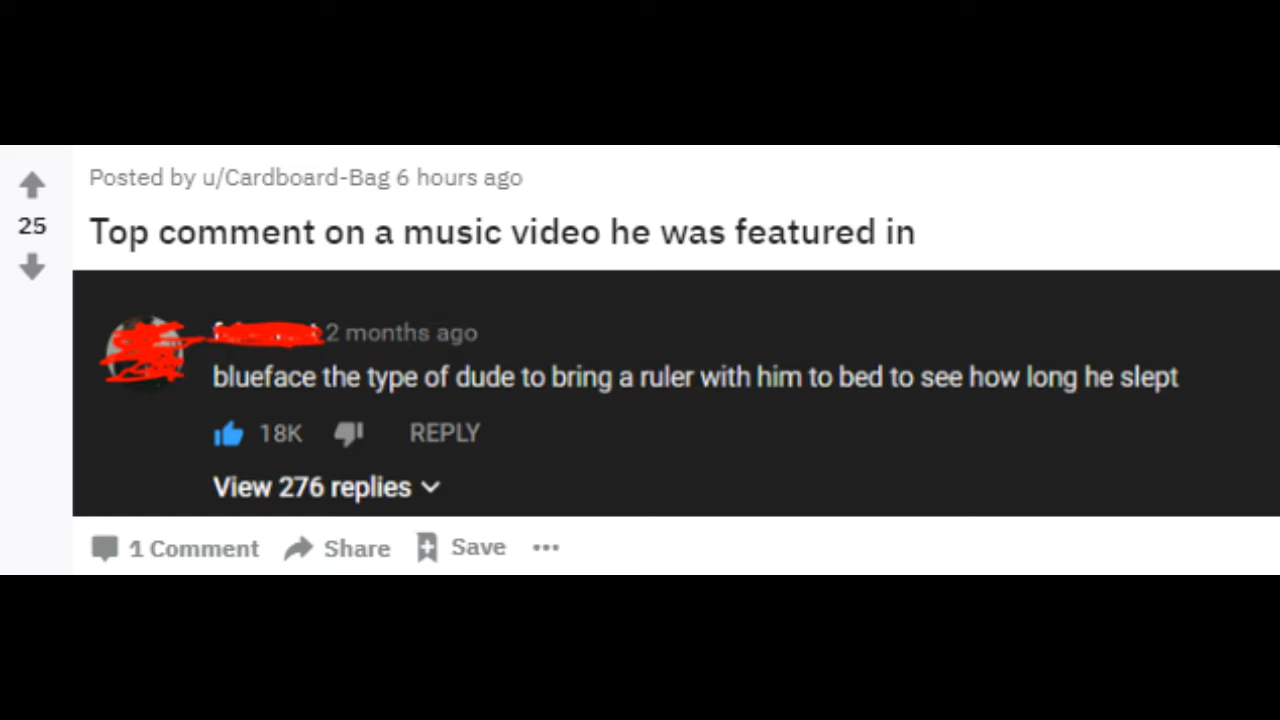 Posted by u/Cardboard-Bag 6 hours ago
25
Top comment on a music video he was featured in
2 months ago
blueface the type of dude to bring a ruler with him to bed to see how long he slept
18K REPLY
View 276 replies
1 Comment Share Save ...